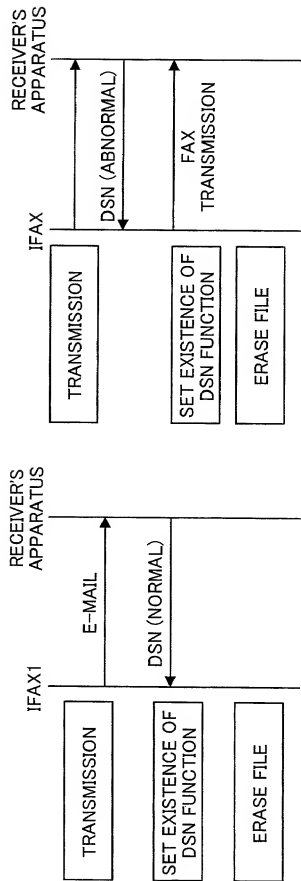 IFAX1
RECEIVER'S
APPARATUS
TRANSMISSION
E-MAIL
DSN (NORMAL)
SET EXISTENCE OF
DSN FUNCTION
ERASE FILE
IFAX
RECEIVER'S
APPARATUS
TRANSMISSION
DSN (ABNORMAL)
SET EXISTENCE OF
DSN FUNCTION
FAX
TRANSMISSION
ERASE FILE